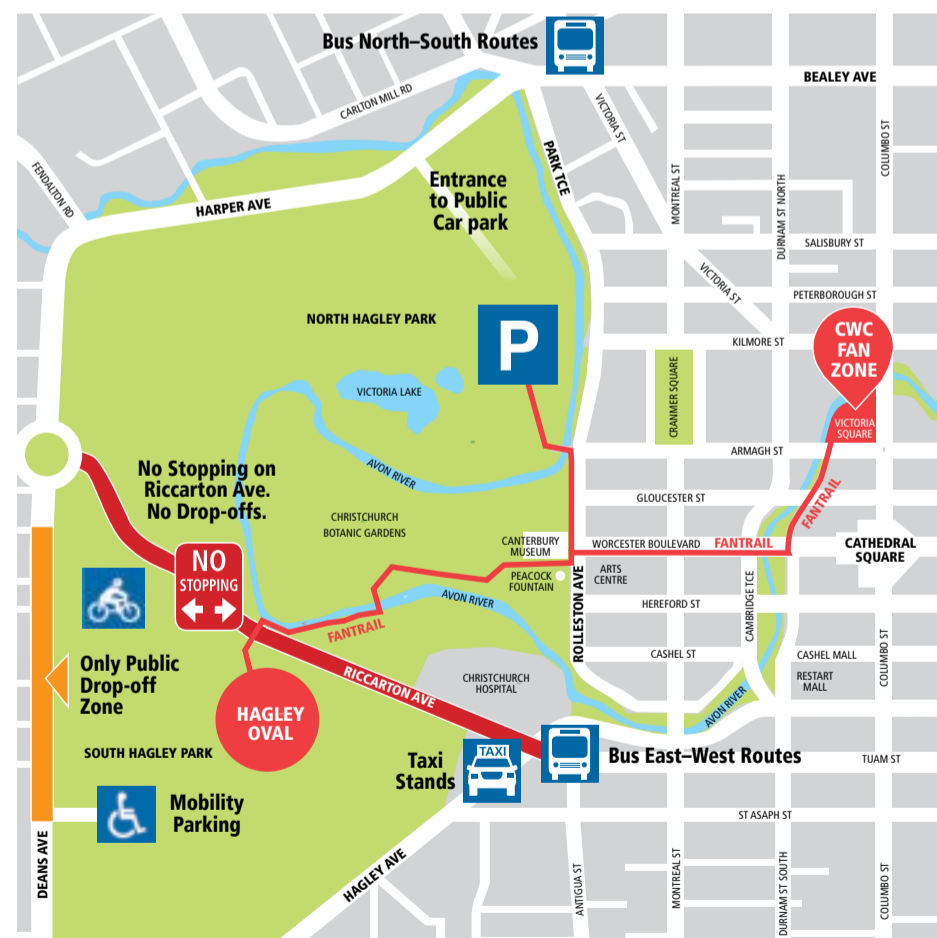 Bus North–South Routes
BEALEY AVE
CARLTON MILL RD
VICTORIA ST
COLUMBO ST
FENDALTON RD
PARK TCE
MONTREAL ST
DURNAM ST NORTH
HARPER AVE
Entrance
to Public
Car park
SALISBURY ST
VICTORIA ST
PETERBOROUGH ST
NORTH HAGLEY PARK
P
KILMORE ST
CWC
FAN
ZONE
VICTORIA LAKE
CRANMER SQUARE
VICTORIA
SQUARE
ARMAGH ST
No Stopping on
Riccarton Ave.
No Drop-offs.
AVON RIVER
GLOUCESTER ST
FANTRAIL
CHRISTCHURCH
BOTANIC GARDENS
CANTERBURY
MUSEUM
WORCESTER BOULEVARD
FANTRAIL
CATHEDRAL
SQUARE
NO
STOPPING
PEACOCK
FOUNTAIN
ARTS
CENTRE
ROLLESTON AVE
CAMBRIDGE TCE
AVON RIVER
HEREFORD ST
FANTRAIL
CASHEL ST
CASHEL MALL
COLUMBO ST
Only Public
Drop-off
Zone
RICCARTON AVE
CHRISTCHURCH
HOSPITAL
RESTART
MALL
AVON RIVER
HAGLEY
OVAL
SOUTH HAGLEY PARK
Taxi
Stands
TAXI
Bus East–West Routes
TUAM ST
Mobility
Parking
ST ASAPH ST
DEANS AVE
HAGLEY AVE
ANTIGUA ST
MONTREAL ST
DURNAM ST SOUTH
COLUMBO ST